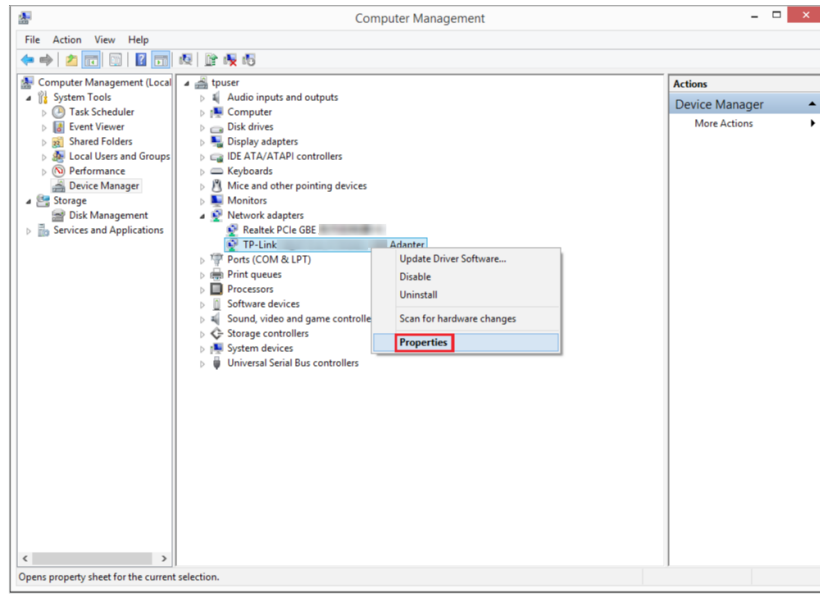 Computer Management
File Action View Help
Computer Management (Local
System Tools
Task Scheduler
Event Viewer
Shared Folders
Local Users and Groups
Performance
Device Manager
Storage
Disk Management
Services and Applications
tpuser
Audio inputs and outputs
Computer
Disk drives
Display adapters
IDE ATA/ATAPI controllers
Keyboards
Mice and other pointing devices
Monitors
Network adapters
Realtek PCIe GBE
TP-Link Adapter
Ports (COM & LPT)
Print queues
Processors
Software devices
Sound, video and game controlle
Storage controllers
System devices
Universal Serial Bus controllers
Update Driver Software...
Disable
Uninstall
Scan for hardware changes
Properties
Actions
Device Manager
More Actions
Opens property sheet for the current selection.